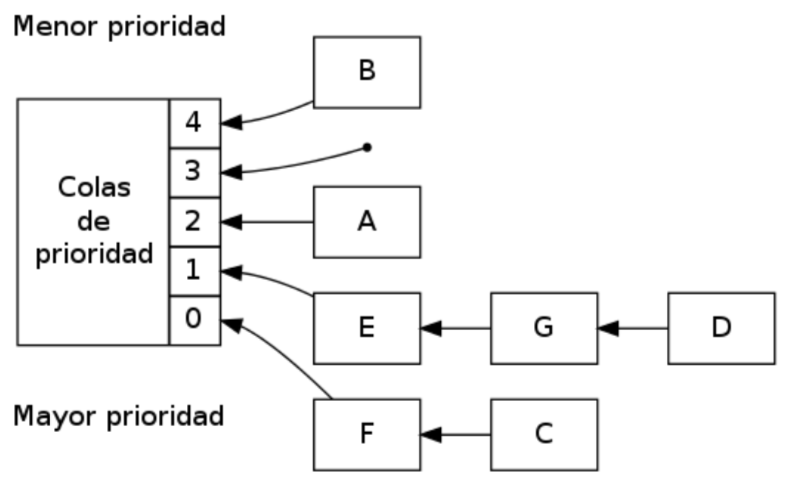 Menor prioridad
B
4
3
Colas
de
prioridad
2
A
1
0
E
G
D
Mayor prioridad
F
C